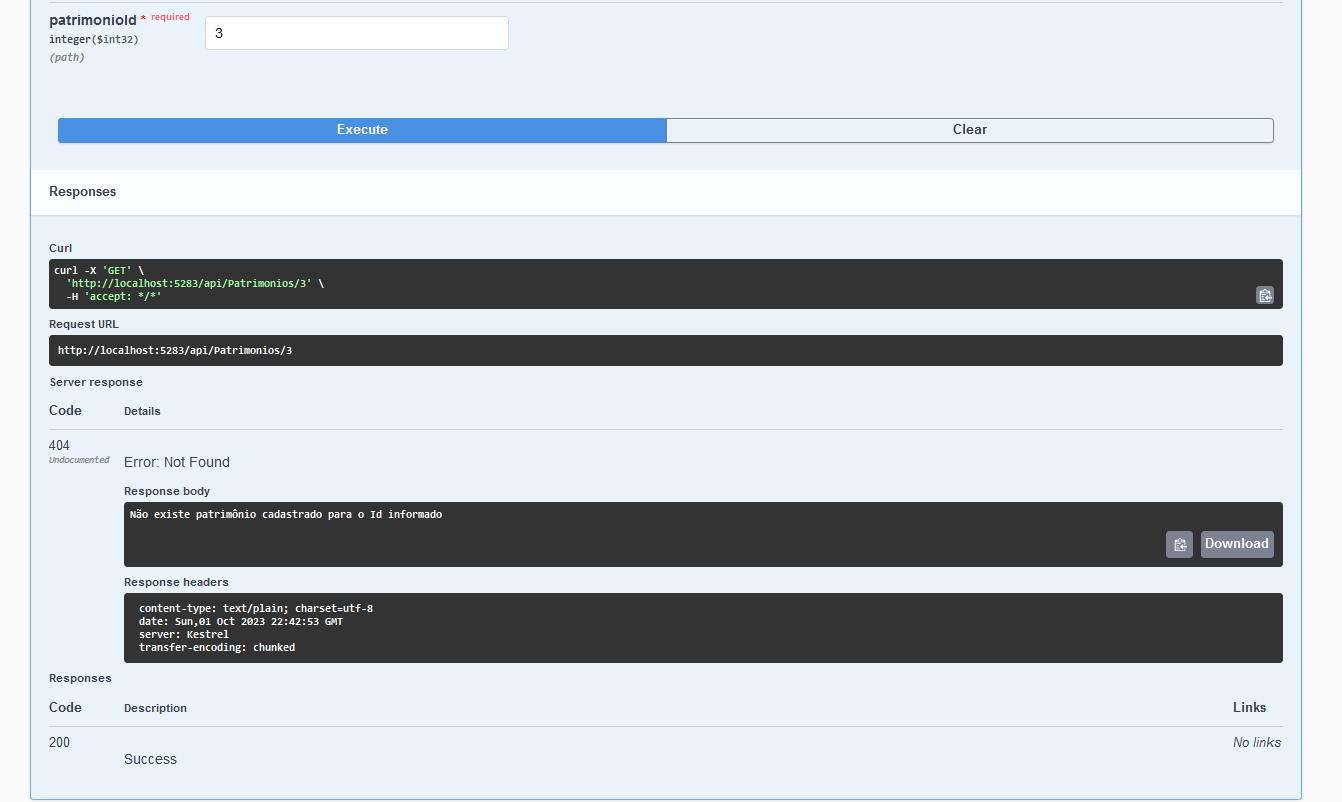 patrimonioId * required
integer($int32)
(path)
3
Execute
Clear
Responses
Curl
curl -X 'GET' \
'http://localhost:5283/api/Patrimonios/3' \
-H 'accept: */*'
Request URL
http://localhost:5283/api/Patrimonios/3
Server response
Code Details
404
Undocumented
Error: Not Found
Response body
Não existe patrimônio cadastrado para o Id informado
Download
Response headers
content-type: text/plain; charset=utf-8
date: Sun,01 Oct 2023 22:42:53 GMT
server: Kestrel
transfer-encoding: chunked
Responses
Code Description Links
200 No links
Success